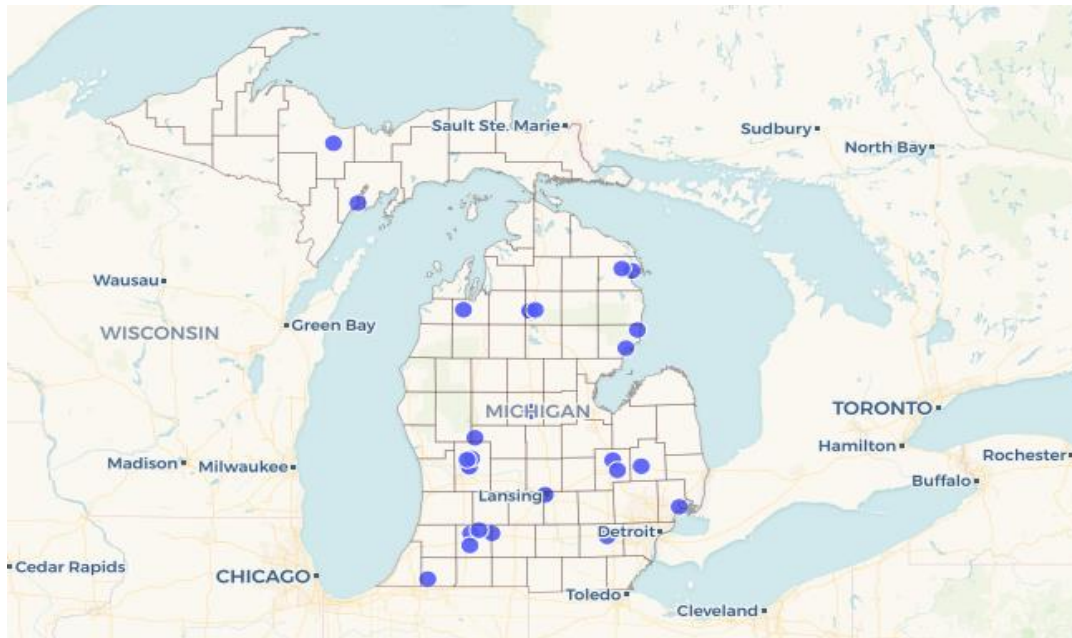 Sault Ste. Marie
Sudbury
North Bay
Wausau
WISCONSIN
Green Bay
MICHIGAN
TORONTO
Hamilton
Rochester
Madison
Milwaukee
Buffalo
Lansing
Detroit
Cedar Rapids
CHICAGO
Toledo
Cleveland